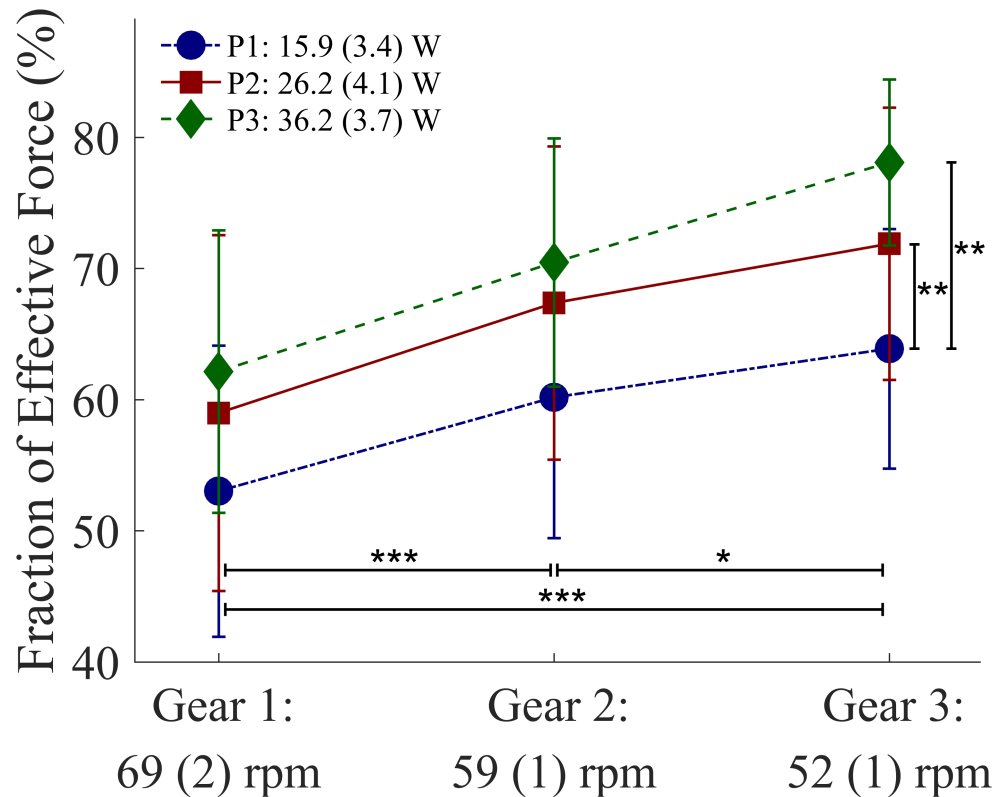 Fraction of Effective Force (%)
P1: 15.9 (3.4) W
P2: 26.2 (4.1) W
P3: 36.2 (3.7) W
80
70
60
50
40
**
**
***
*
***
Gear 1:
69 (2) rpm
Gear 2:
59 (1) rpm
Gear 3:
52 (1) rpm